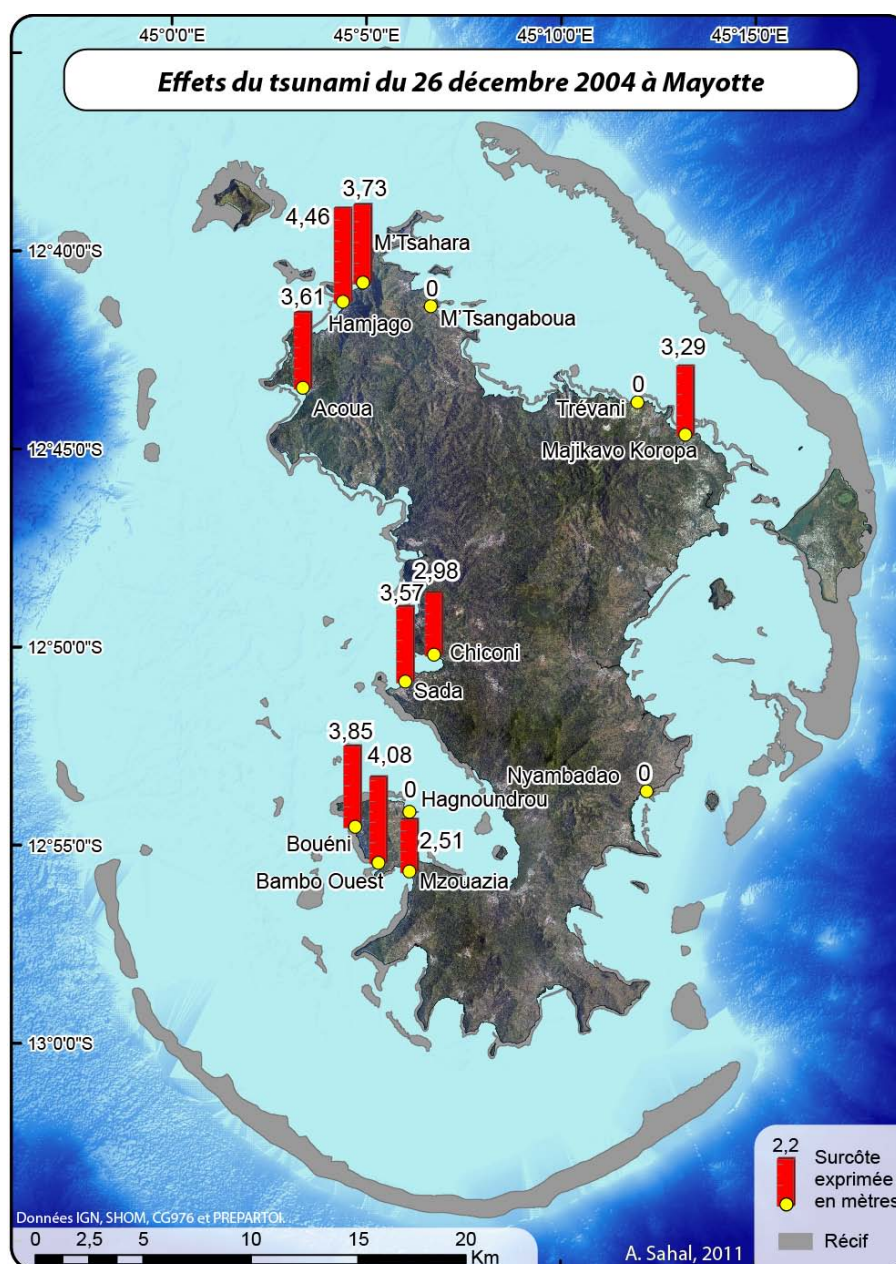 45°0'0"E 45°5'0"E 45°10'0"E 45°15'0"E
Effets du tsunami du 26 décembre 2004 à Mayotte
3,73
4,46
M'Tsahara
12°40'0"S
0
3,61
Hamjago
M'Tsangaboua
3,29
0
Acoua
Trévani
Majikavo Koropa
12°45'0"S
2,98
3,57
12°50'0"S
Chiconi
Sada
3,85
4,08
Nyambadao
0
0
Hagnoundrou
Bouéni
2,51
12°55'0"S
Bambo Ouest
Mzouazia
13°0'0"S
2,2
Surcôte
exprimée
en mètres
Récif
Données IGN, SHOM, CG976 et PREPARTOI.
0 2,5 5 10 15 20
Km
A. Sahal, 2011